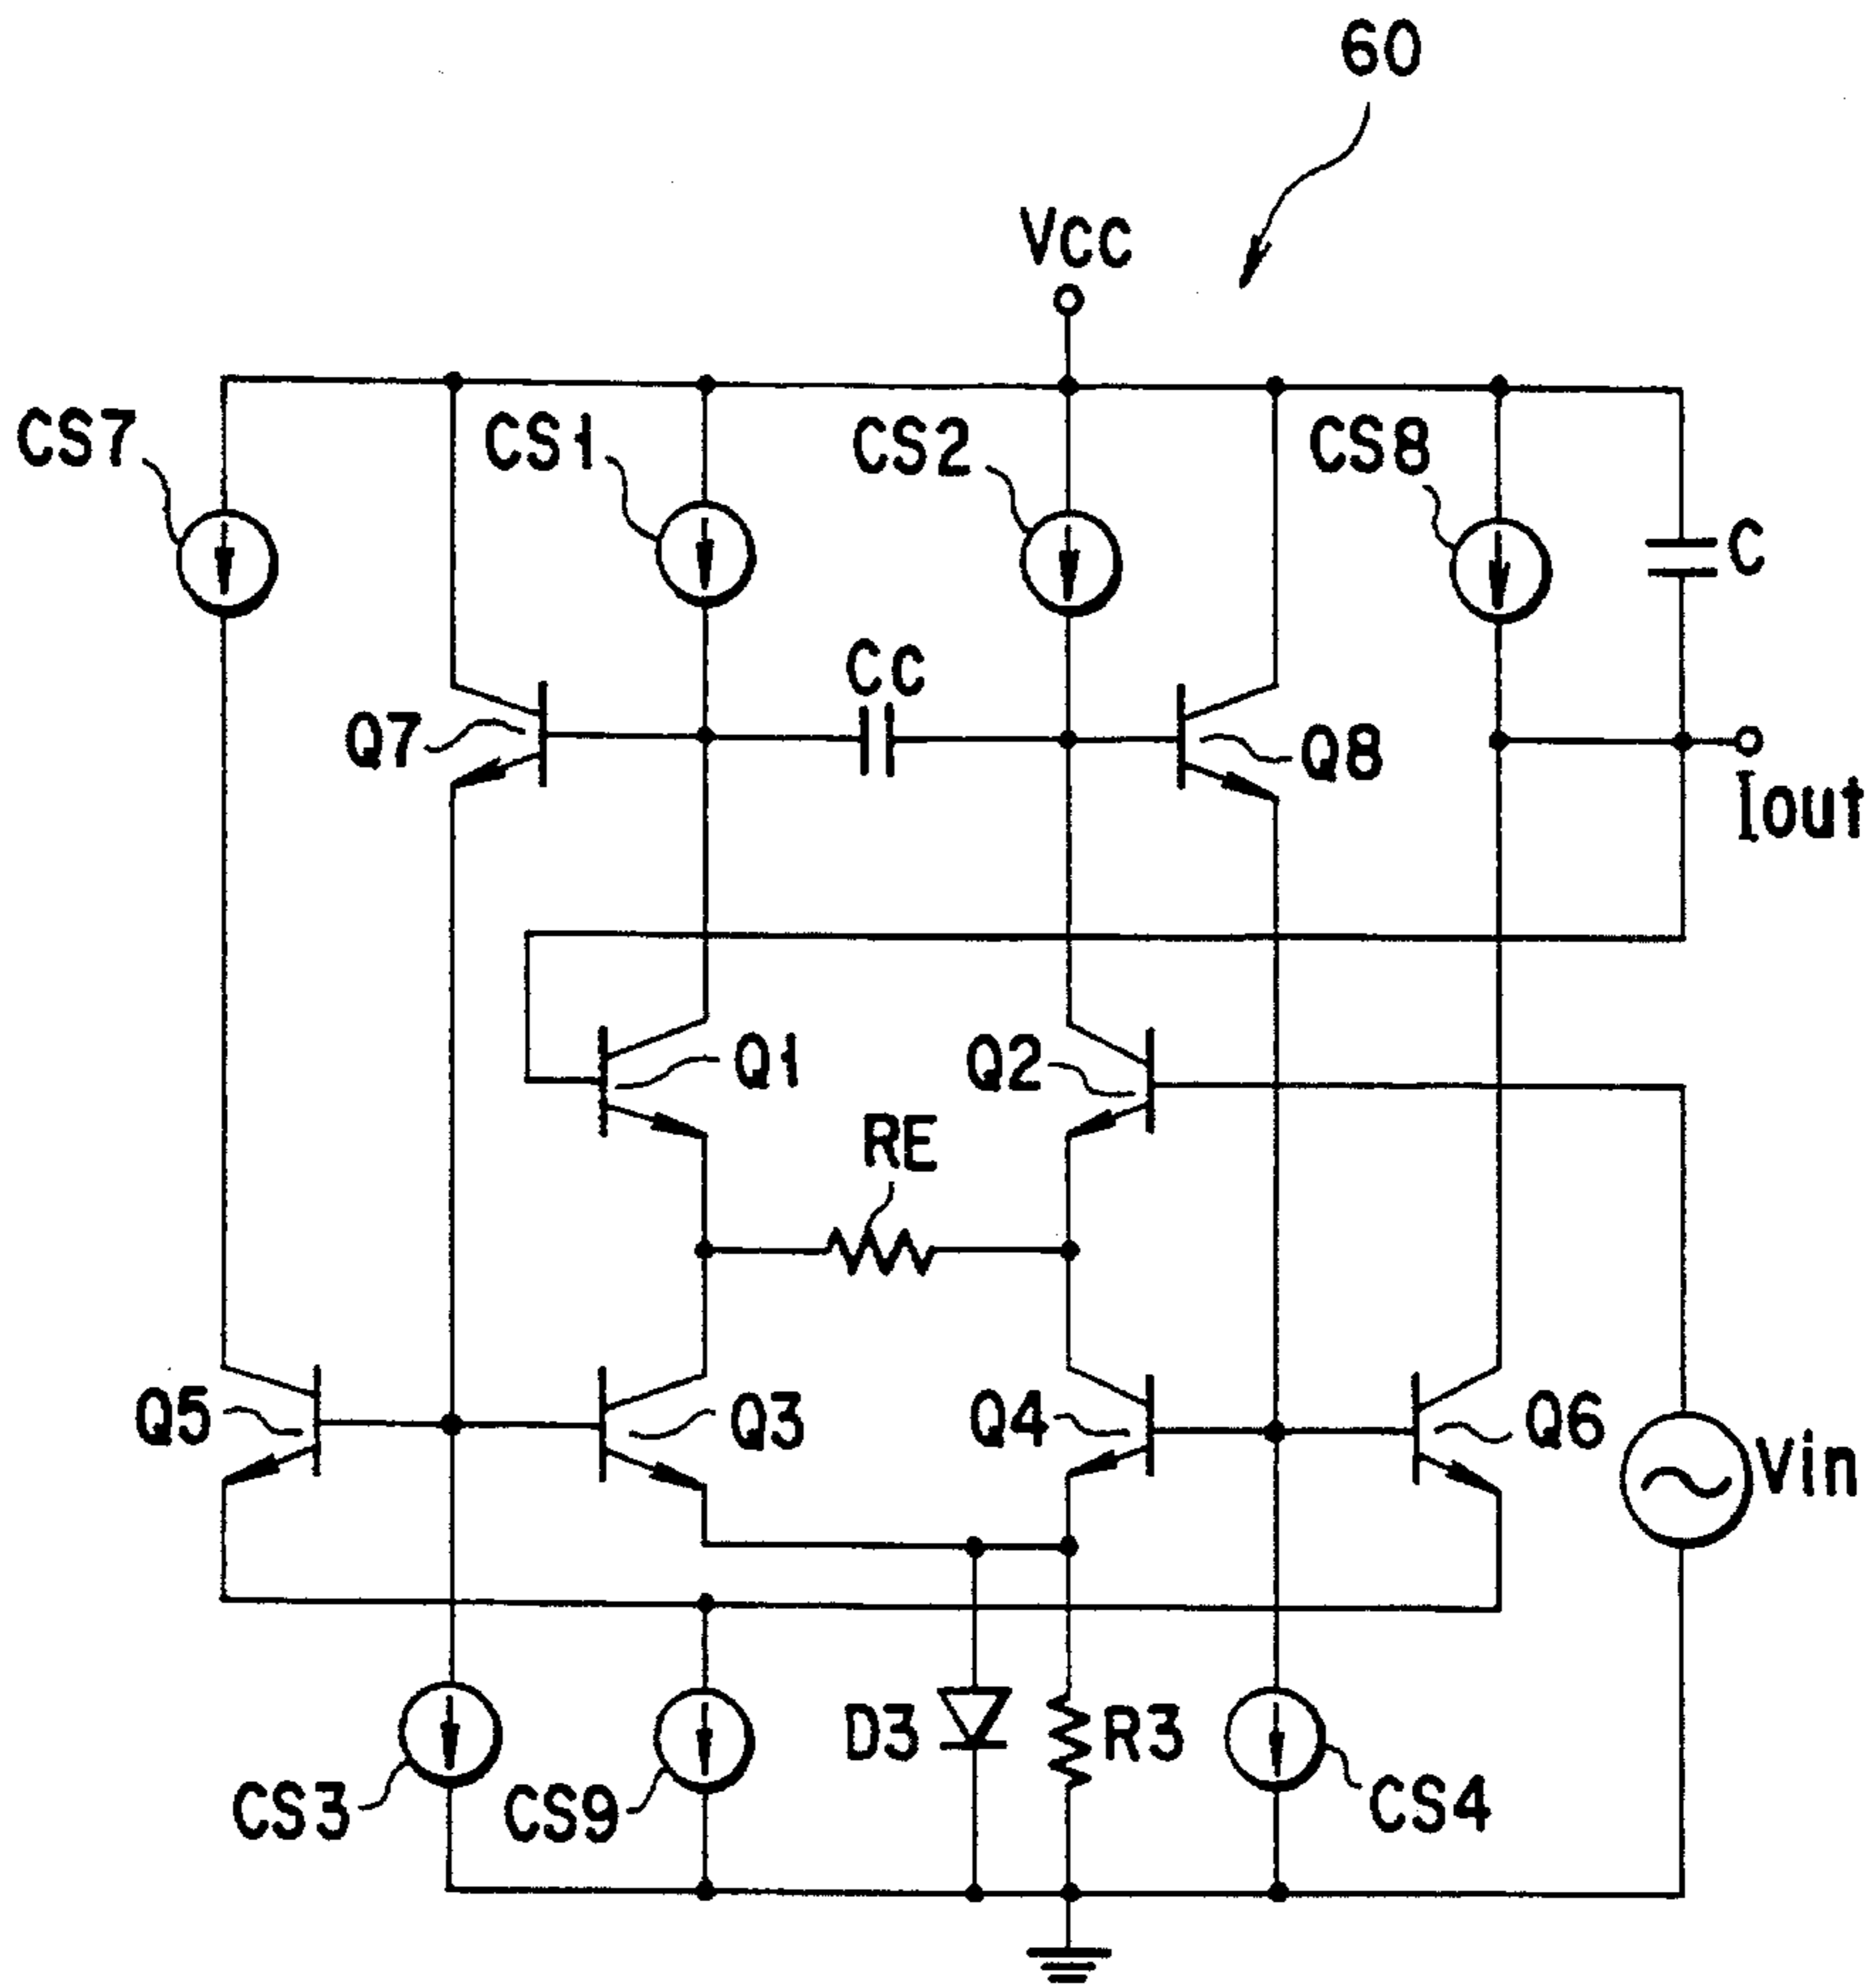 60
Vcc
CS7
CS1
CS2
CS8
C
Cc
Q7
Q8
Iout
Q1
Q2
RE
Q5
Q3
Q4
Q6
Vin
D3
R3
CS3
CS9
CS4